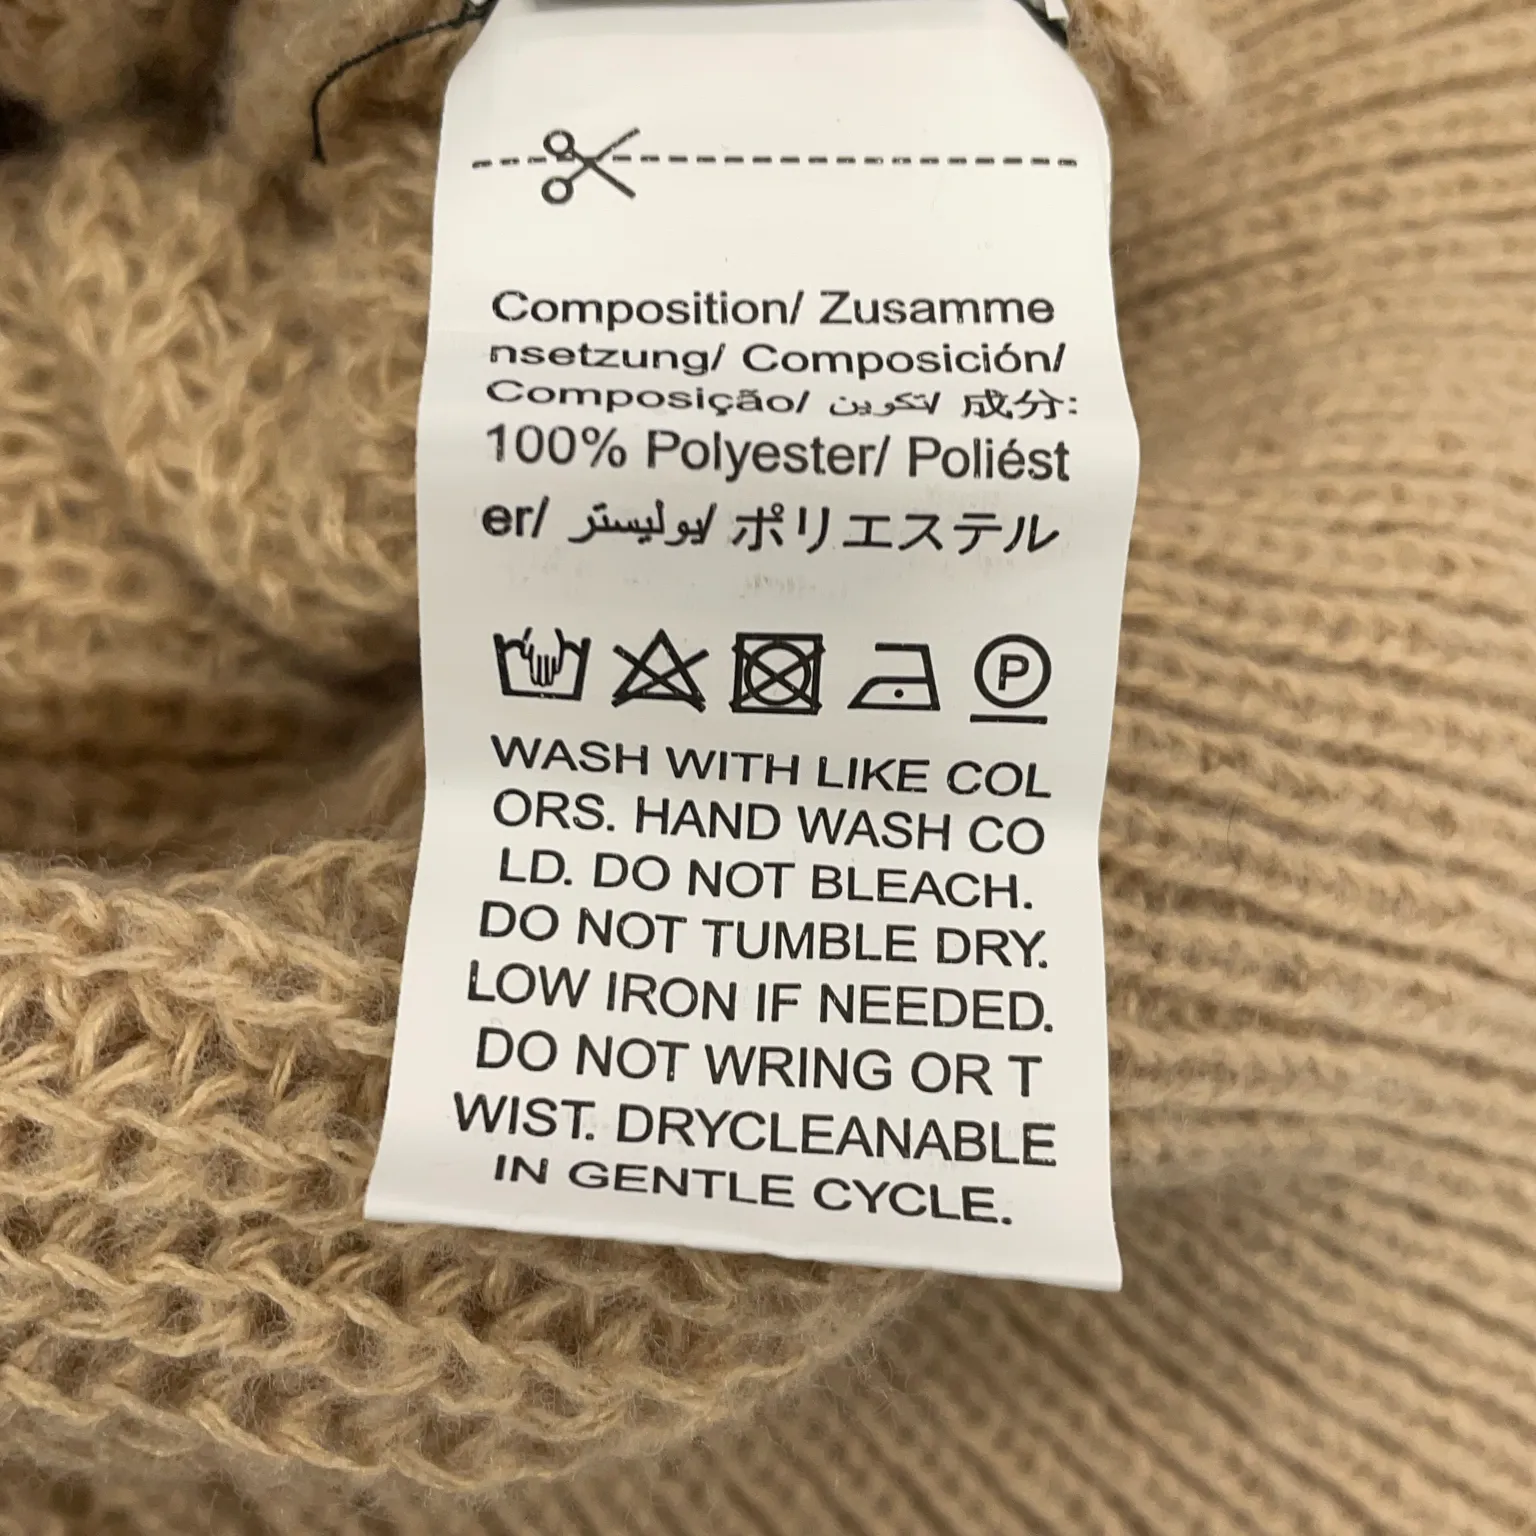 Composition/ Zusamme
nsetzung/ Composición/
Composição/ تكوين/ 成分:
100% Polyester/ Poliést
er/ بوليستر/ ポリエステル
P
WASH WITH LIKE COL
ORS. HAND WASH CO
LD. DO NOT BLEACH.
DO NOT TUMBLE DRY.
LOW IRON IF NEEDED.
DO NOT WRING OR T
WIST. DRYCLEANABLE
IN GENTLE CYCLE.